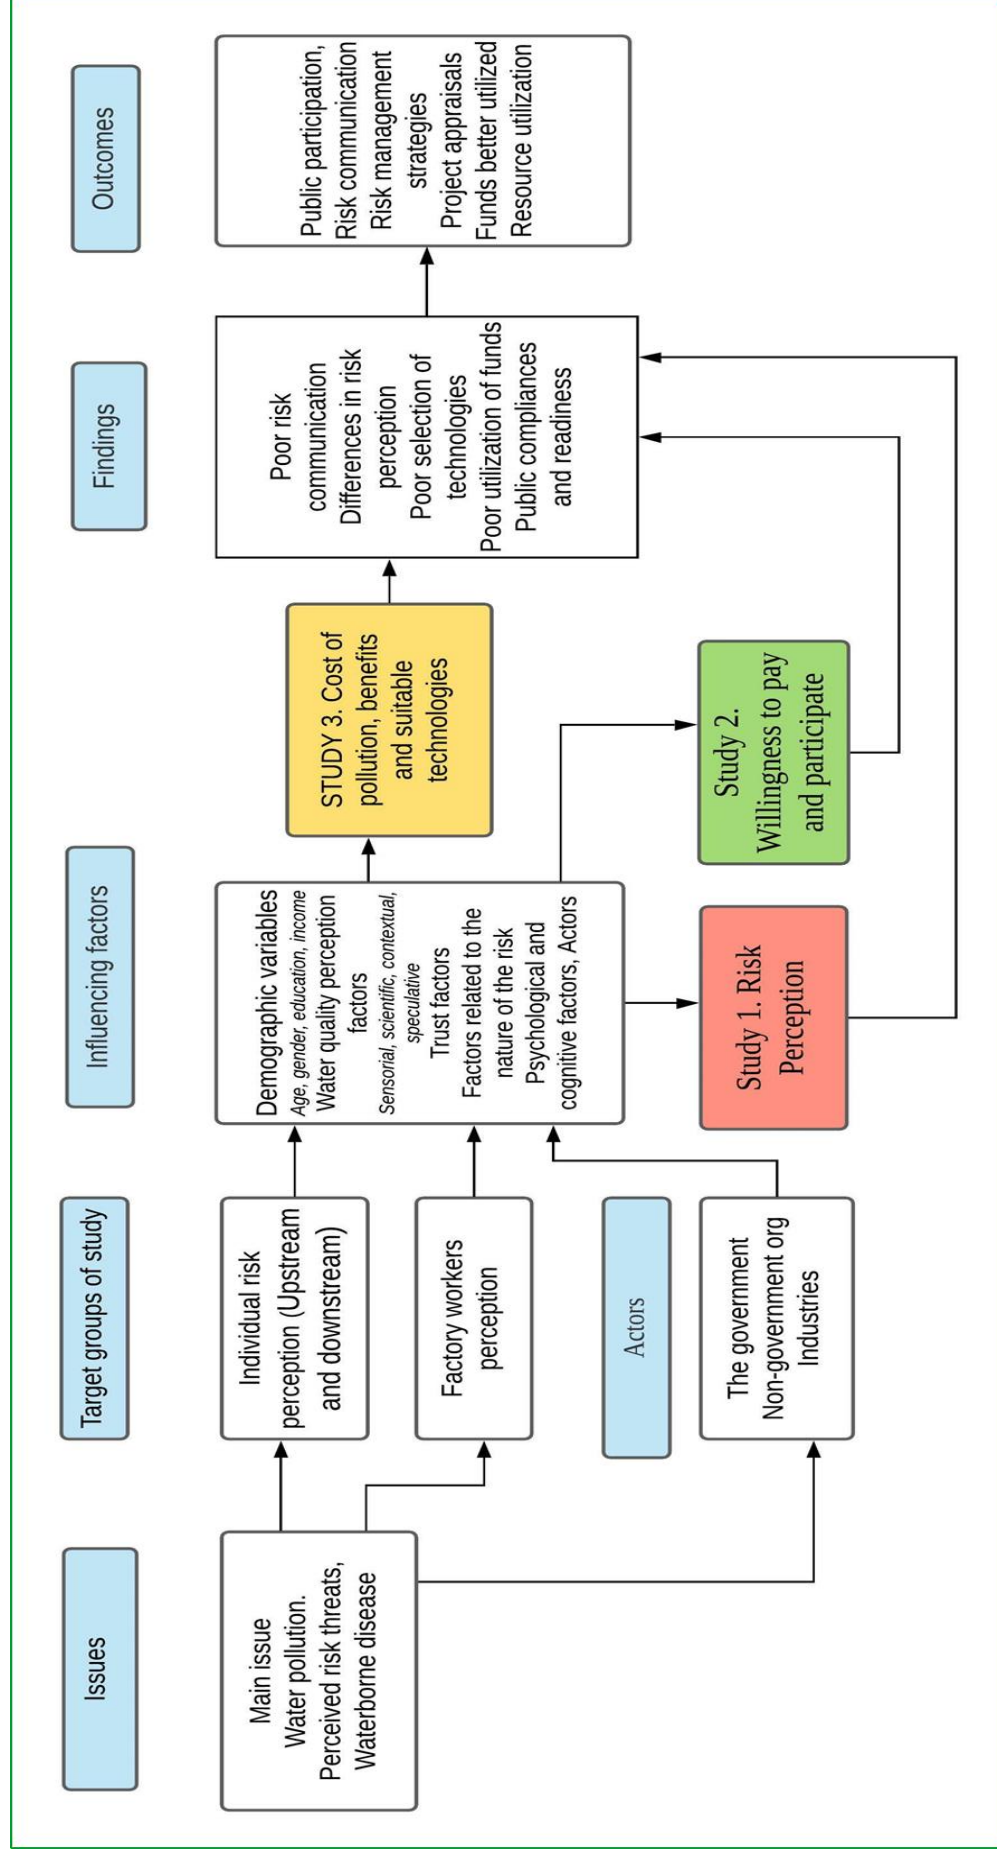 Issues
Target groups of study
Influencing factors
Findings
Outcomes
Main issue
Water pollution.
Perceived risk threats,
Waterborne disease
Individual risk
perception (Upstream
and downstream)
Factory workers
perception
Actors
The government
Non-government org
Industries
Demographic variables
Age, gender, education, income
Water quality perception
factors
Sensorial, scientific, contextual,
speculative
Trust factors
Factors related to the
nature of the risk
Psychological and
cognitive factors, Actors
Study 1. Risk
Perception
STUDY 3. Cost of
pollution, benefits
and suitable
technologies
Study 2.
Willingness to pay
and participate
Poor risk
communication
Differences in risk
perception
Poor selection of
technologies
Poor utilization of funds
Public compliances
and readiness
Public participation,
Risk communication
Risk management
strategies
Project appraisals
Funds better utilized
Resource utilization